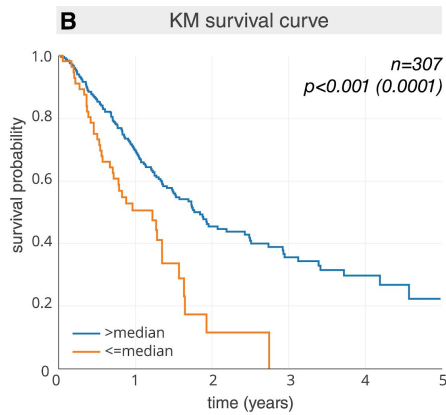 B KM survival curve
n=307
p<0.001 (0.0001)
survival probability
1.0
0.8
0.6
0.4
0.2
0
>median
<=median
0 1 2 3 4 5
time (years)